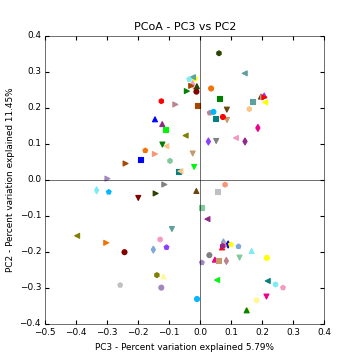 PCoA - PC3 vs PC2
0.4
0.3
0.2
0.1
0.0
−0.1
−0.2
−0.3
−0.4
−0.5 −0.4 −0.3 −0.2 −0.1 0.0 0.1 0.2 0.3 0.4
PC2 - Percent variation explained 11.45%
PC3 - Percent variation explained 5.79%